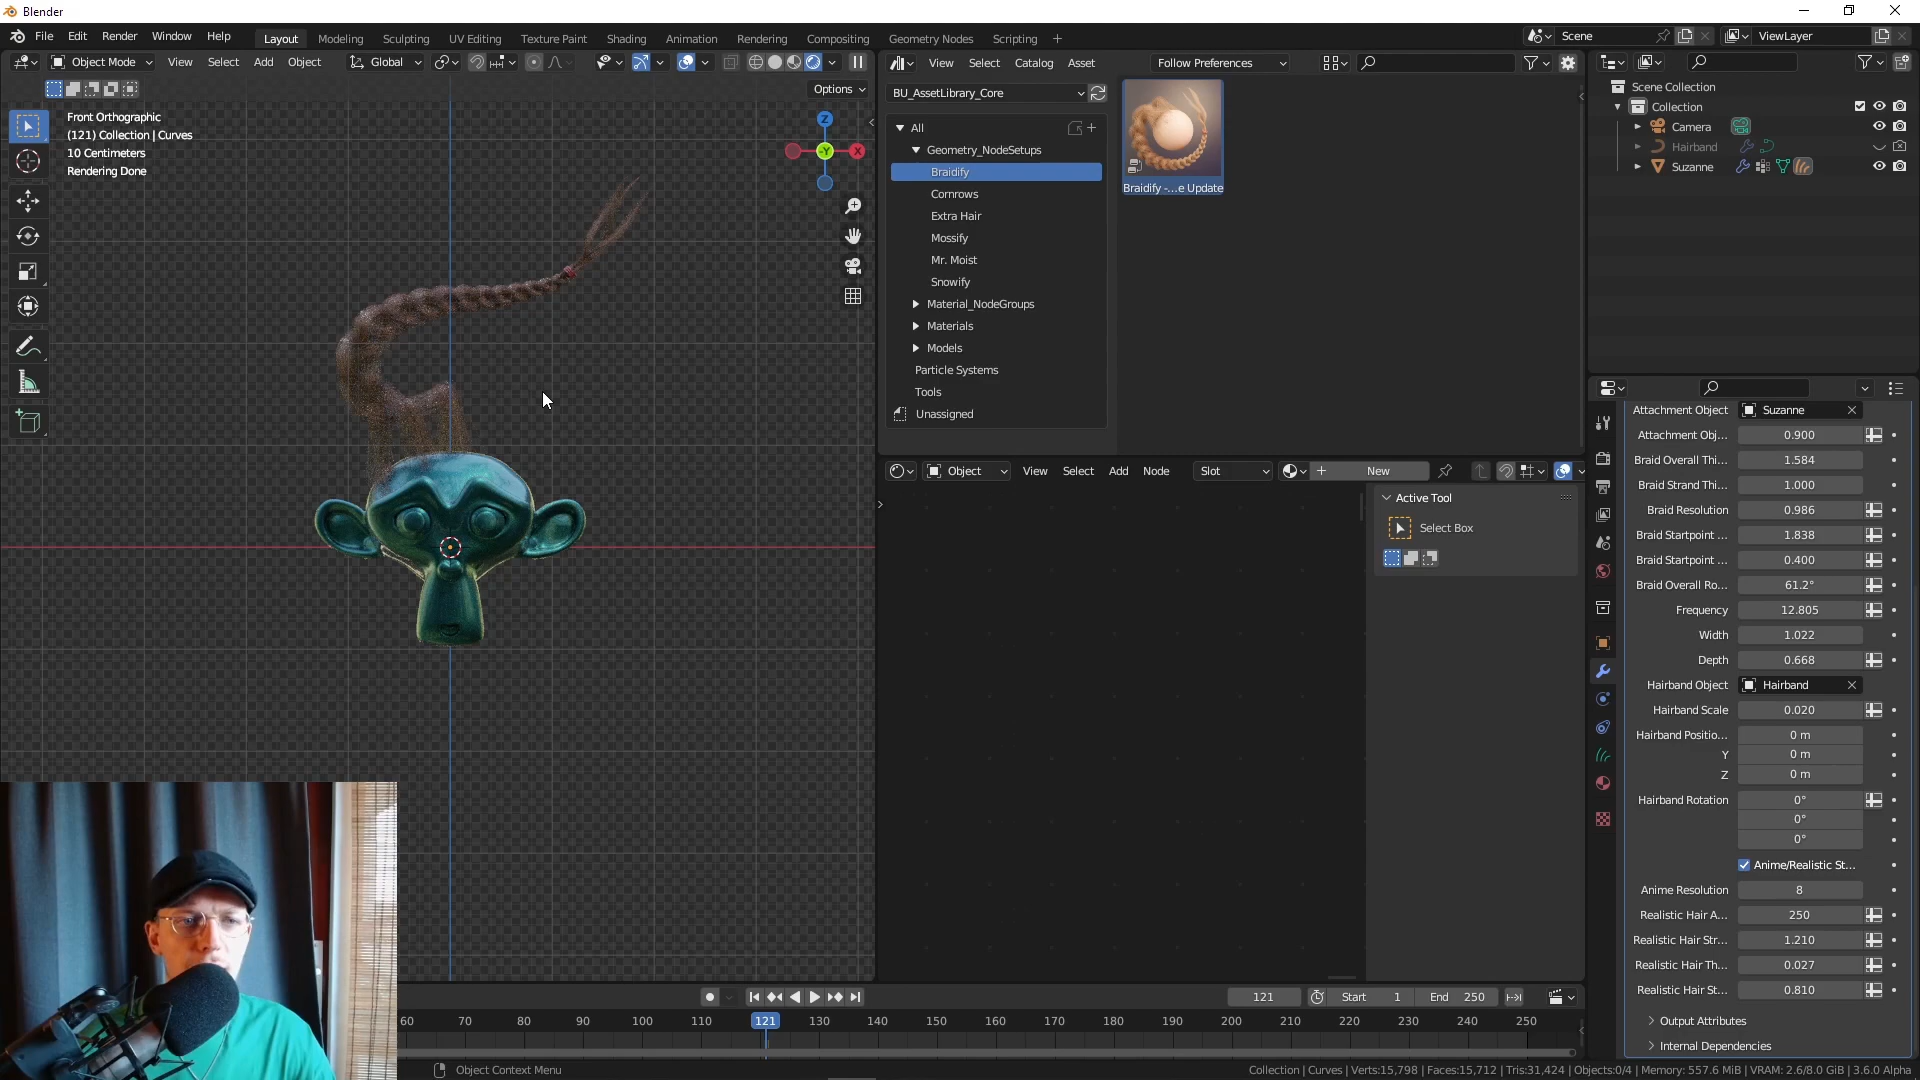 Blender
File Edit Render Window Help
Layout Modeling Sculpting UV Editing Texture Paint Shading Animation Rendering Compositing Geometry Nodes Scripting +
Scene
ViewLayer
Object Mode View Select Add Object Global
Options
Front Orthographic
(121) Collection | Curves
10 Centimeters
Rendering Done
Z
-Y
X
View Select Catalog Asset Follow Preferences
BU_AssetLibrary_Core
All
Geometry_NodeSetups
Braidify
Cornrows
Extra Hair
Mossify
Mr. Moist
Snowify
Material_NodeGroups
Materials
Models
Particle Systems
Tools
Unassigned
Braidify -...e Update
Scene Collection
Collection
Camera
Hairband
Suzanne
Object View Select Add Node Slot New
Active Tool
Select Box
Attachment Object Suzanne
Attachment Obj... 0.900
Braid Overall Thi... 1.584
Braid Strand Thi... 1.000
Braid Resolution 0.986
Braid Startpoint ... 1.838
Braid Startpoint ... 0.400
Braid Overall Ro... 61.2°
Frequency 12.805
Width 1.022
Depth 0.668
Hairband Object Hairband
Hairband Scale 0.020
Hairband Positio... 0 m
Y 0 m
Z 0 m
Hairband Rotation 0°
0°
0°
Anime/Realistic St...
Anime Resolution 8
Realistic Hair A... 250
Realistic Hair Str... 1.210
Realistic Hair Th... 0.027
Realistic Hair St... 0.810
Output Attributes
Internal Dependencies
121 Start 1 End 250
60 70 80 90 100 110 121 130 140 150 160 170 180 190 200 210 220 230 240 250
Object Context Menu
Collection | Curves | Verts:15,798 | Faces:15,712 | Tris:31,424 | Objects:0/4 | Memory: 557.6 MiB | VRAM: 2.6/8.0 GiB | 3.6.0 Alpha